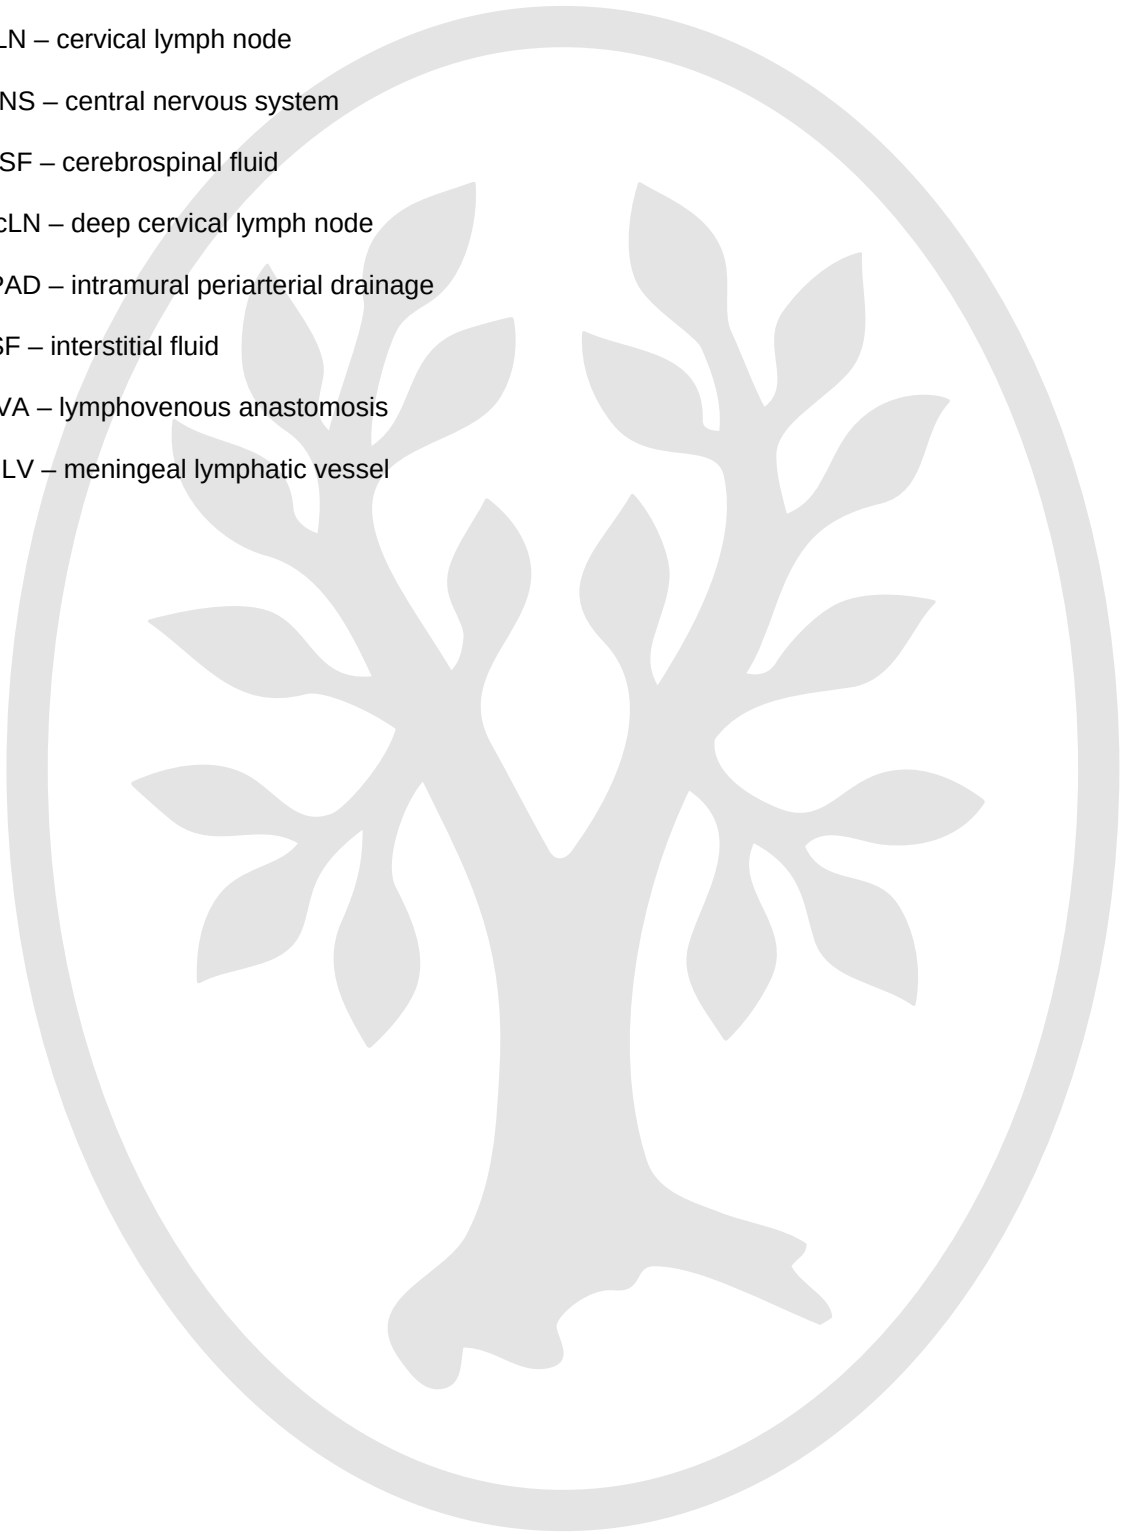 LN – cervical lymph node
NS – central nervous system
SF – cerebrospinal fluid
cLN – deep cervical lymph node
PAD – intramural periarterial drainage
SF – interstitial fluid
VA – lymphovenous anastomosis
LV – meningeal lymphatic vessel